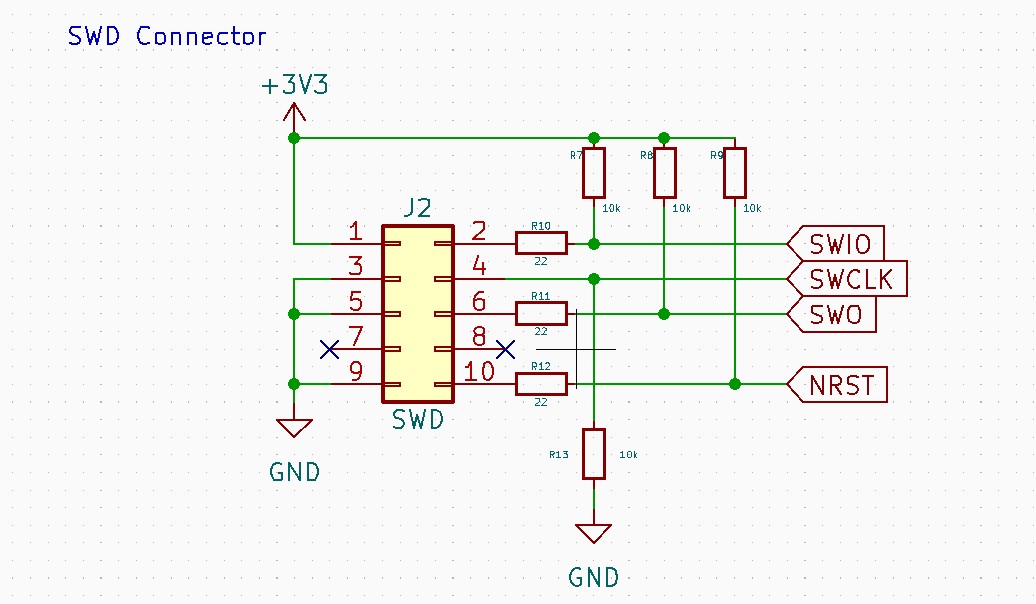 SWD Connector
+3V3
R7 R8 R9
10k 10k 10k
J2
1 2 R10 SWIO
22
3 4 SWCLK
5 6 R11 SWO
22
7 8
9 10 R12 NRST
22
SWD
R13 10k
GND
GND